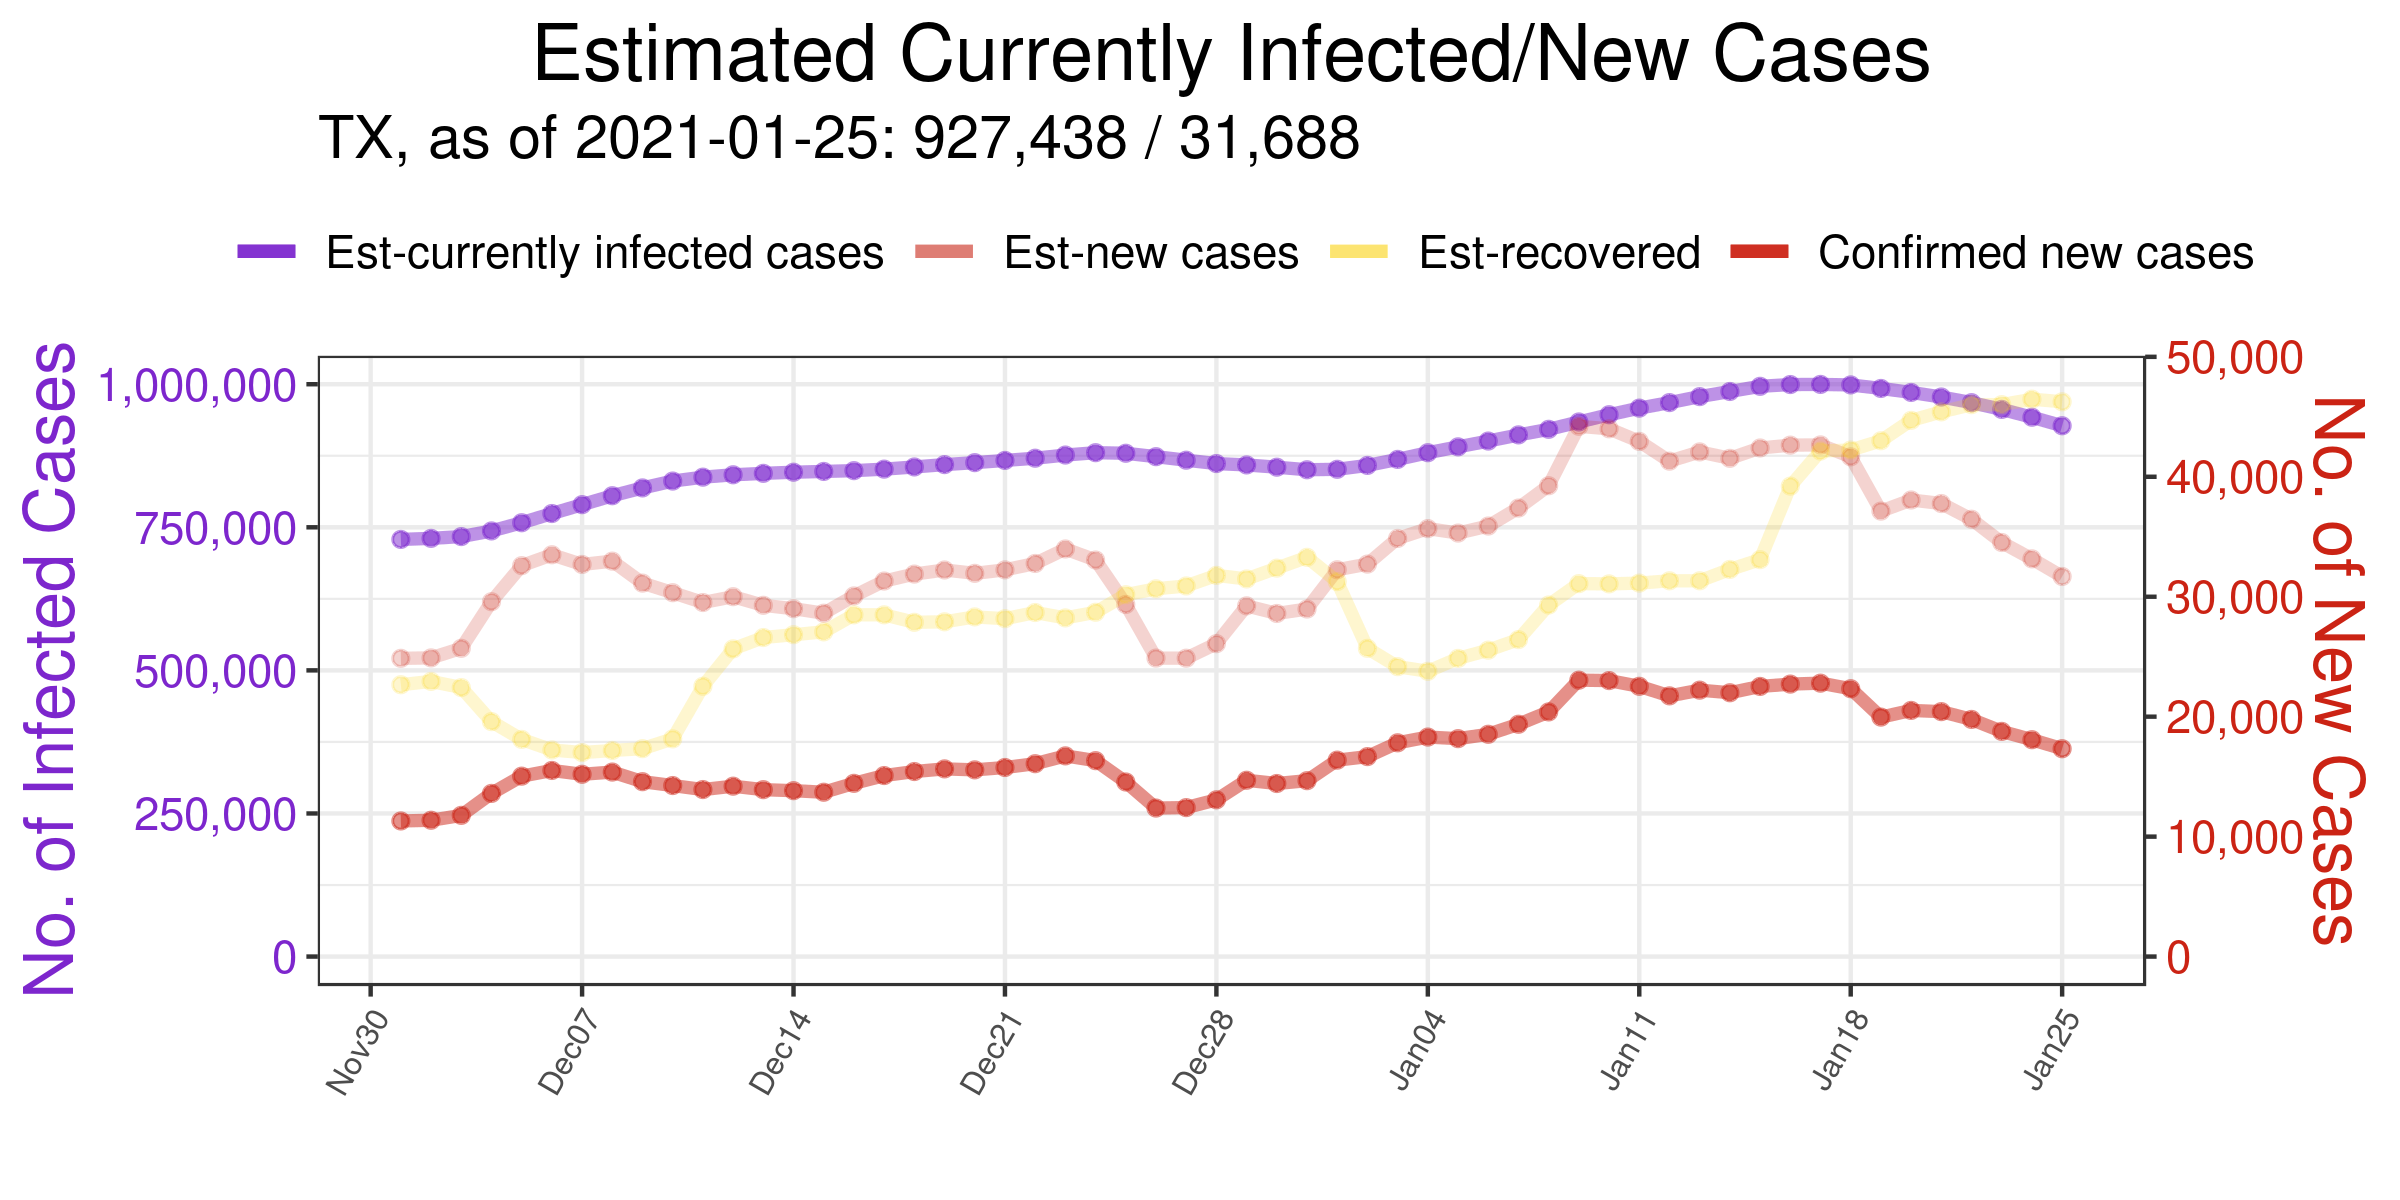 Estimated Currently Infected/New Cases
TX, as of 2021-01-25: 927,438 / 31,688
Est-currently infected cases Est-new cases Est-recovered Confirmed new cases
No. of Infected Cases
1,000,000
750,000
500,000
250,000
0
50,000
40,000
30,000
20,000
10,000
0
No. of New Cases
Nov30 Dec07 Dec14 Dec21 Dec28 Jan04 Jan11 Jan18 Jan25